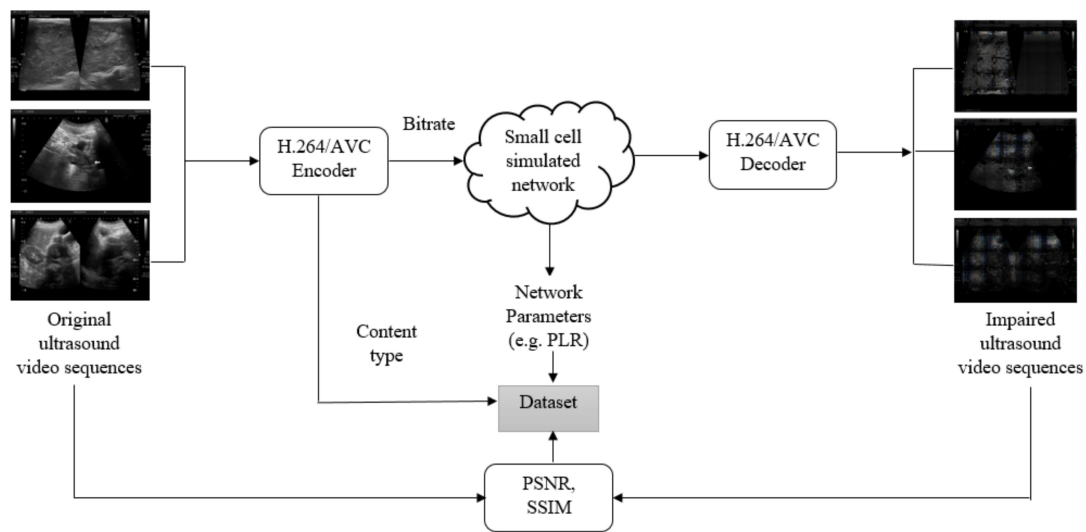 Original
ultrasound
video sequences
H.264/AVC
Encoder
Bitrate
Small cell
simulated
network
H.264/AVC
Decoder
Impaired
ultrasound
video sequences
Content
type
Network
Parameters
(e.g. PLR)
Dataset
PSNR,
SSIM